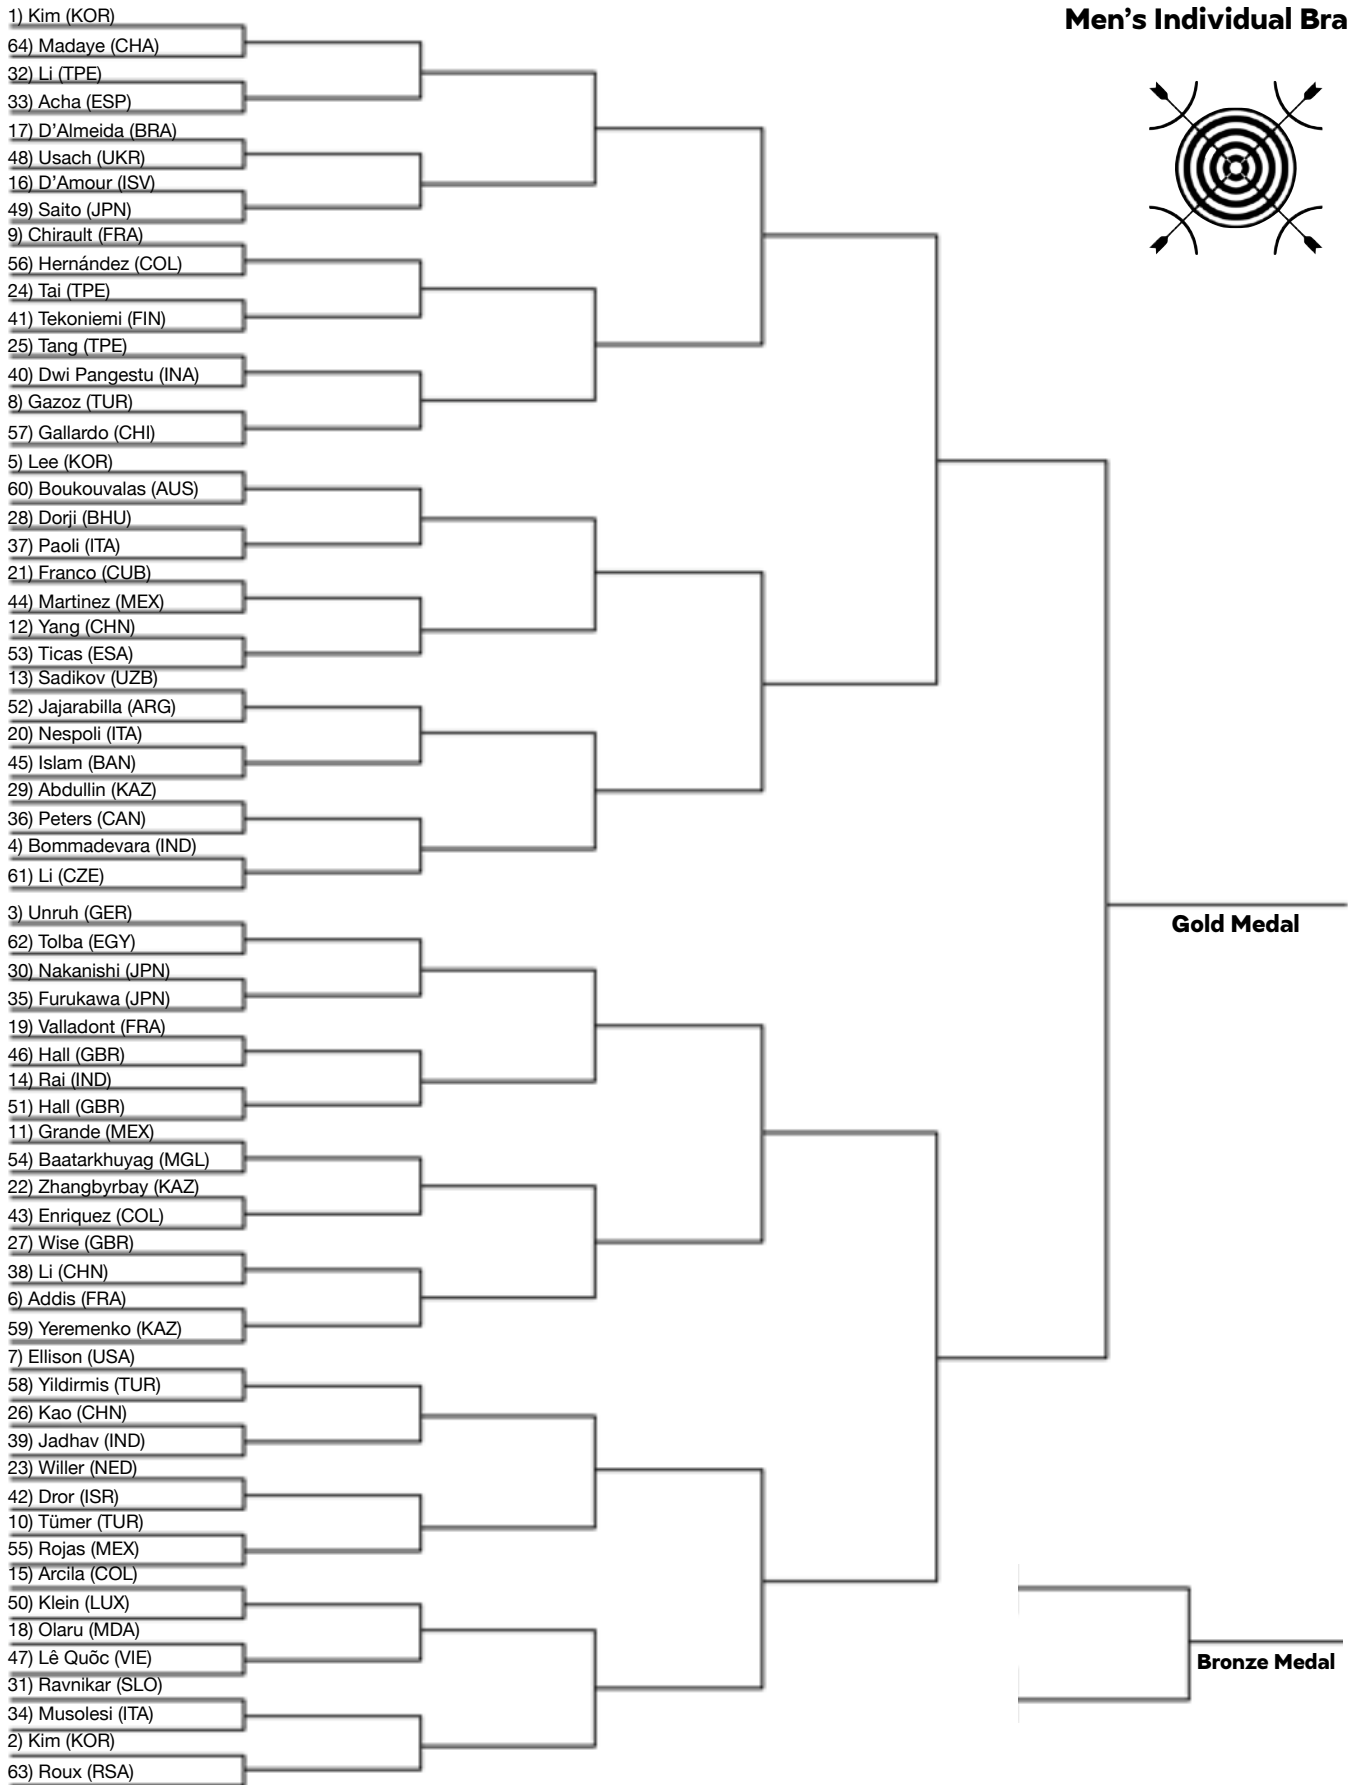 Men’s Individual Bra
1) Kim (KOR)
64) Madaye (CHA)
32) Li (TPE)
33) Acha (ESP)
17) D’Almeida (BRA)
48) Usach (UKR)
16) D’Amour (ISV)
49) Saito (JPN)
9) Chirault (FRA)
56) Hernández (COL)
24) Tai (TPE)
41) Tekoniemi (FIN)
25) Tang (TPE)
40) Dwi Pangestu (INA)
8) Gazoz (TUR)
57) Gallardo (CHI)
5) Lee (KOR)
60) Boukouvalas (AUS)
28) Dorji (BHU)
37) Paoli (ITA)
21) Franco (CUB)
44) Martinez (MEX)
12) Yang (CHN)
53) Ticas (ESA)
13) Sadikov (UZB)
52) Jajarabilla (ARG)
20) Nespoli (ITA)
45) Islam (BAN)
29) Abdullin (KAZ)
36) Peters (CAN)
4) Bommadevara (IND)
61) Li (CZE)
3) Unruh (GER)
62) Tolba (EGY)
30) Nakanishi (JPN)
35) Furukawa (JPN)
19) Valladont (FRA)
46) Hall (GBR)
14) Rai (IND)
51) Hall (GBR)
11) Grande (MEX)
54) Baatarkhuyag (MGL)
22) Zhangbyrbay (KAZ)
43) Enriquez (COL)
27) Wise (GBR)
38) Li (CHN)
6) Addis (FRA)
59) Yeremenko (KAZ)
7) Ellison (USA)
58) Yildirmis (TUR)
26) Kao (CHN)
39) Jadhav (IND)
23) Willer (NED)
42) Dror (ISR)
10) Tümer (TUR)
55) Rojas (MEX)
15) Arcila (COL)
50) Klein (LUX)
18) Olaru (MDA)
47) Lê Quõc (VIE)
31) Ravnikar (SLO)
34) Musolesi (ITA)
2) Kim (KOR)
63) Roux (RSA)
Gold Medal
Bronze Medal